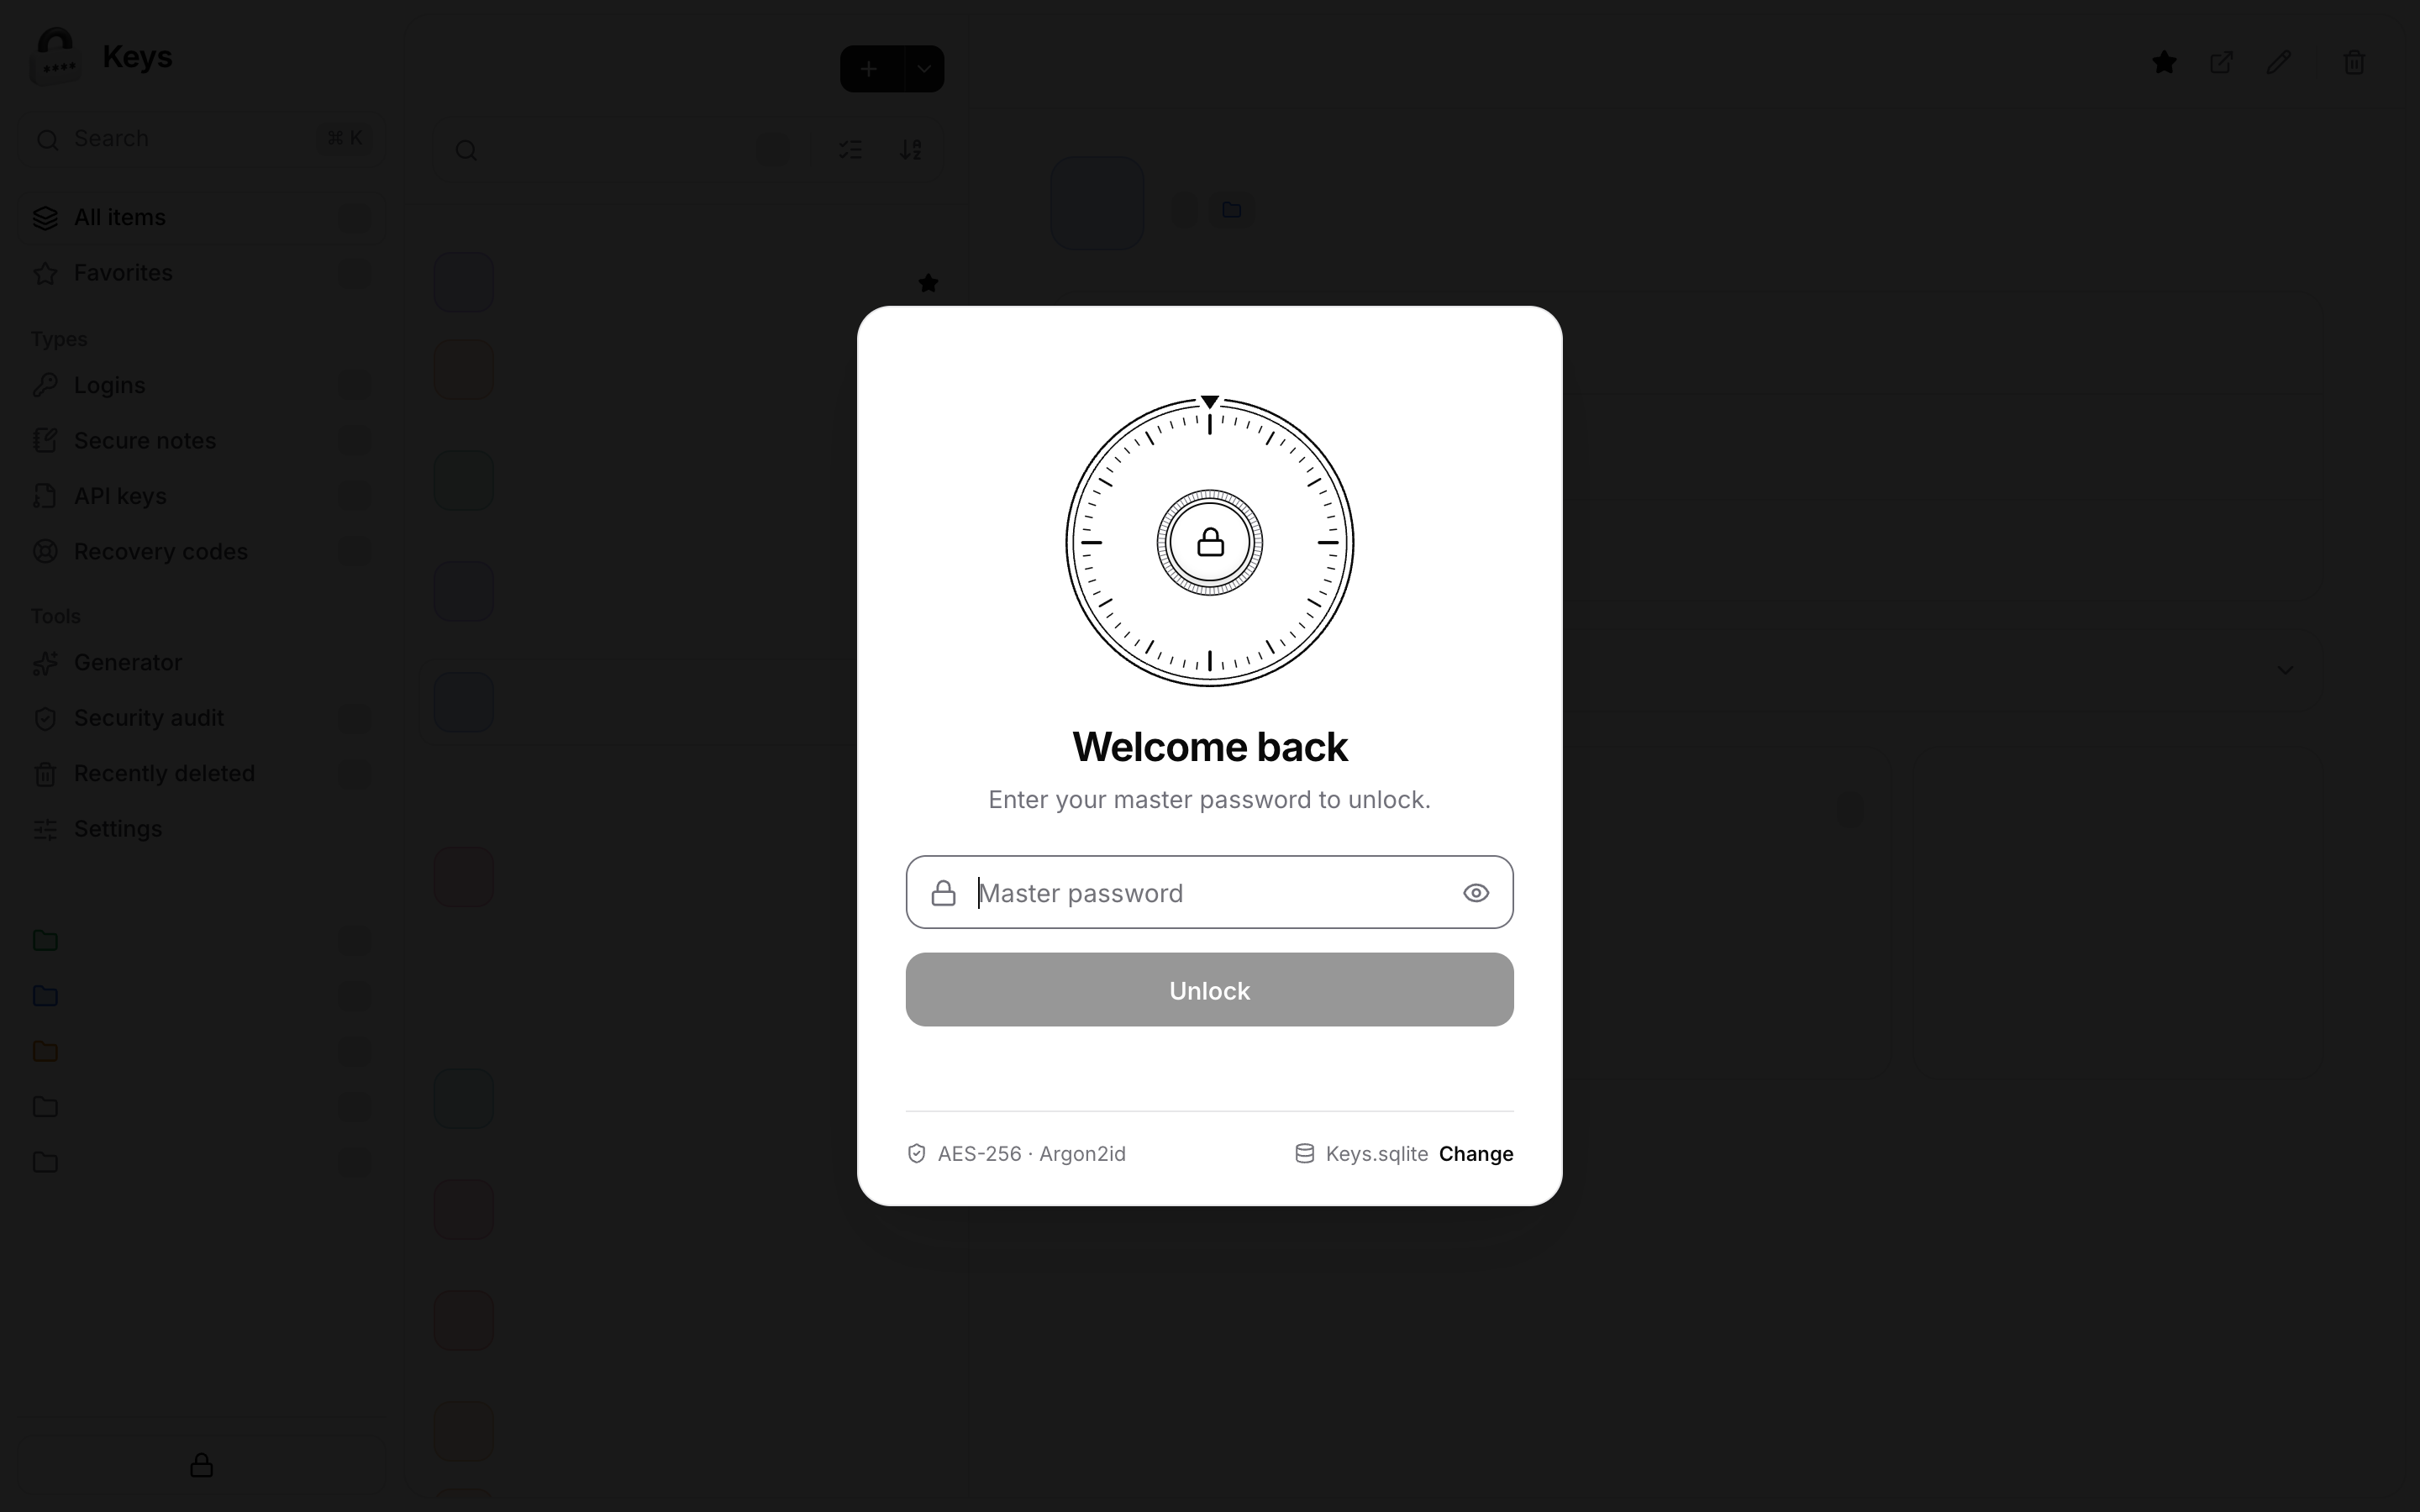 Keys
Search
⌘ K
All items
Favorites
Types
Logins
Secure notes
API keys
Recovery codes
Tools
Generator
Security audit
Recently deleted
Settings
Welcome back
Enter your master password to unlock.
Master password
Unlock
AES-256 · Argon2id
Keys.sqlite Change